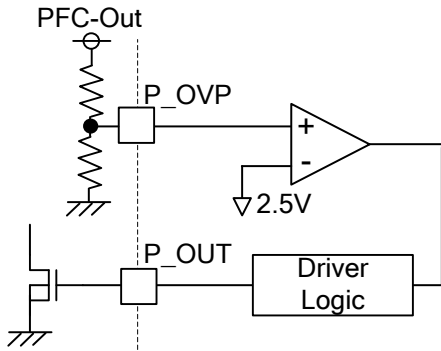 PFC-Out
P_OVP
+
-
2.5V
P_OUT
Driver
Logic